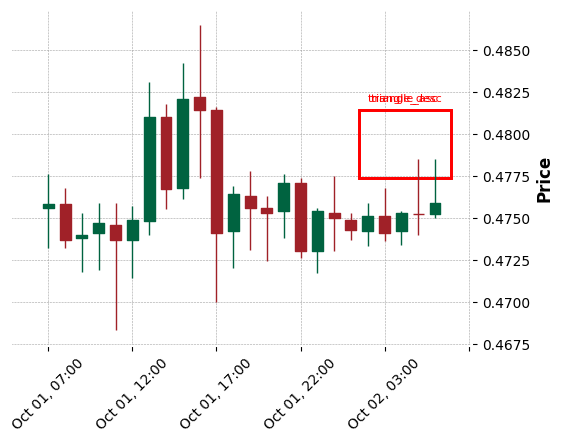 0.4850
0.4825
0.4800
0.4775
0.4750
0.4725
0.4700
0.4675
Price
Oct 01, 07:00
Oct 01, 12:00
Oct 01, 17:00
Oct 01, 22:00
Oct 02, 03:00